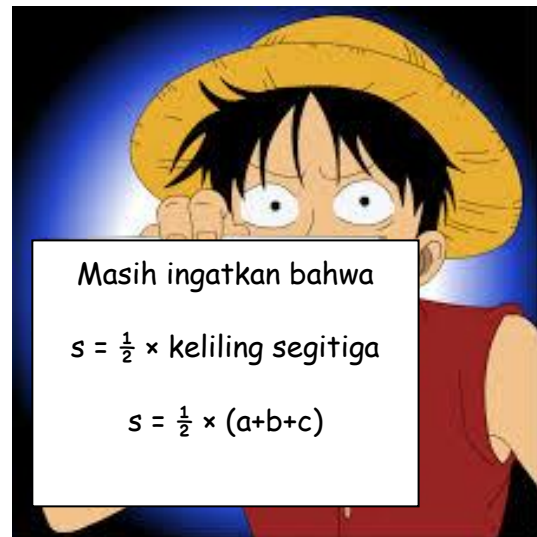 Masih ingatkan bahwa
s = ½ × keliling segitiga
s = ½ × (a+b+c)